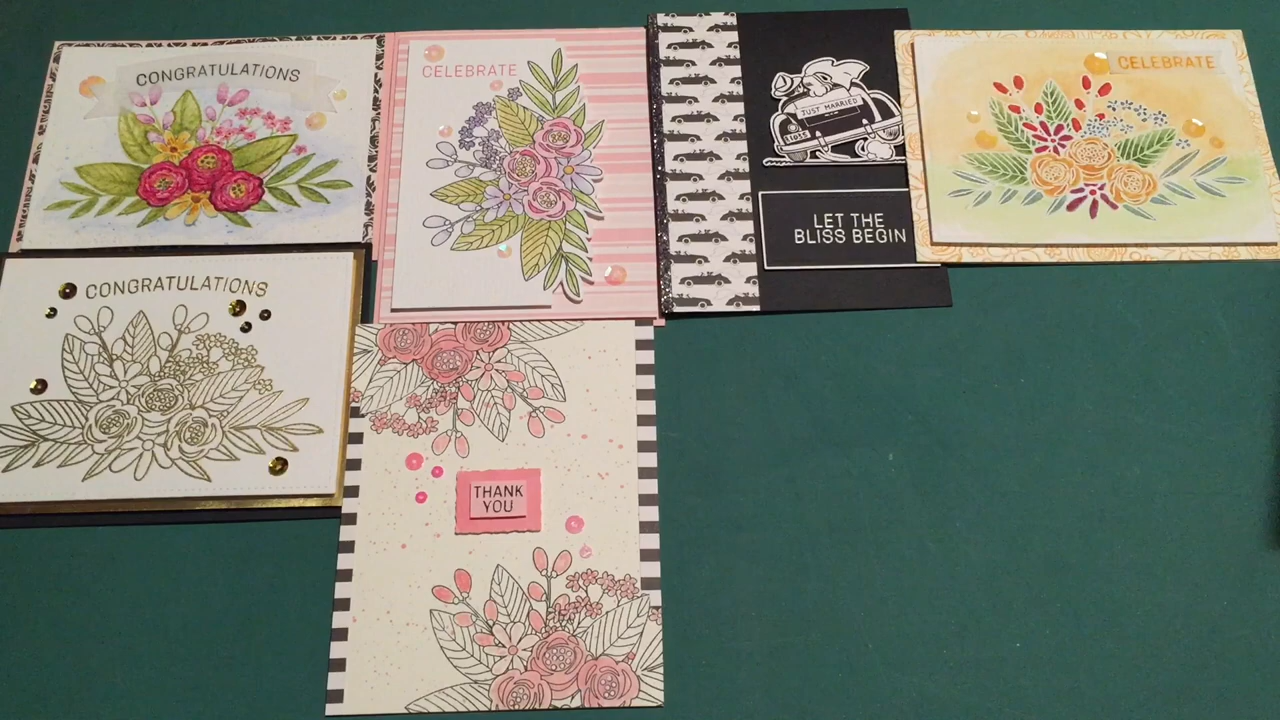 CONGRATULATIONS
CELEBRATE
JUST MARRIED
LET THE
BLISS BEGIN
CELEBRATE
CONGRATULATIONS
THANK
YOU